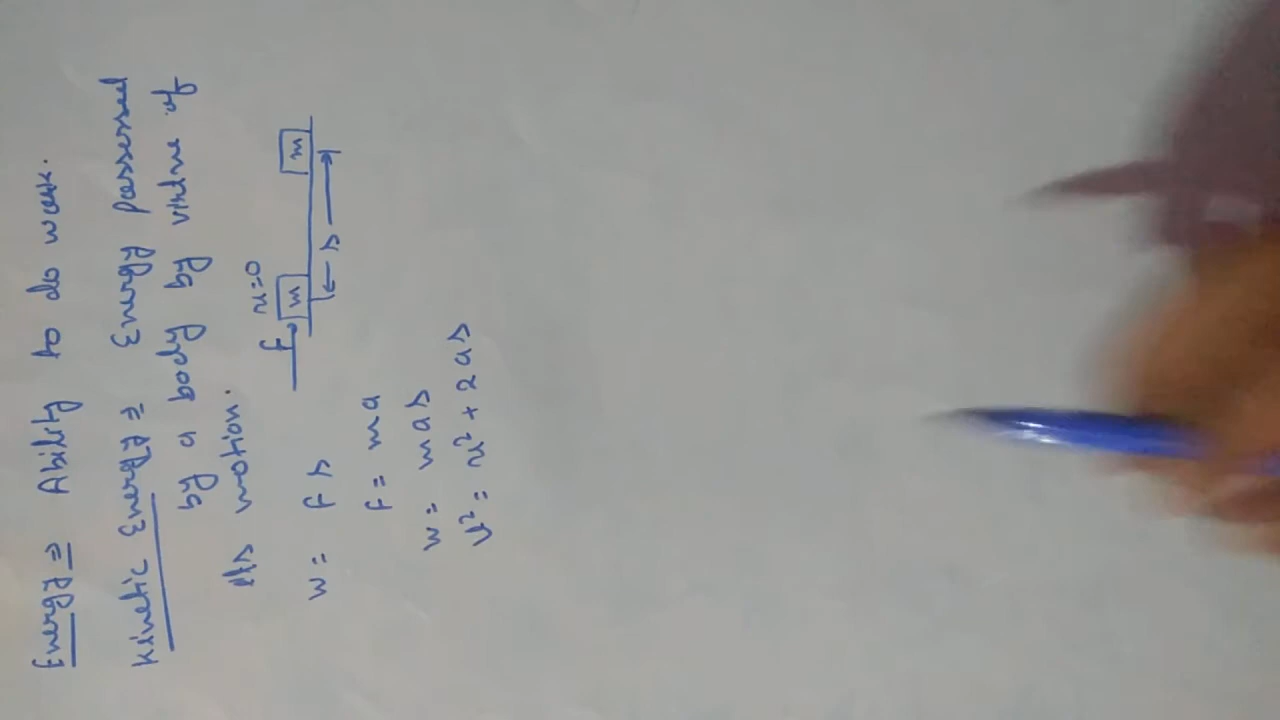 Energy ⇒ Ability to do work.
Kinetic Energy ⇒ Energy possessed
by a body by virtue of
its motion.
u=0
f
m
m
s
w = f s
f = ma
w = mas
v² = u² + 2as